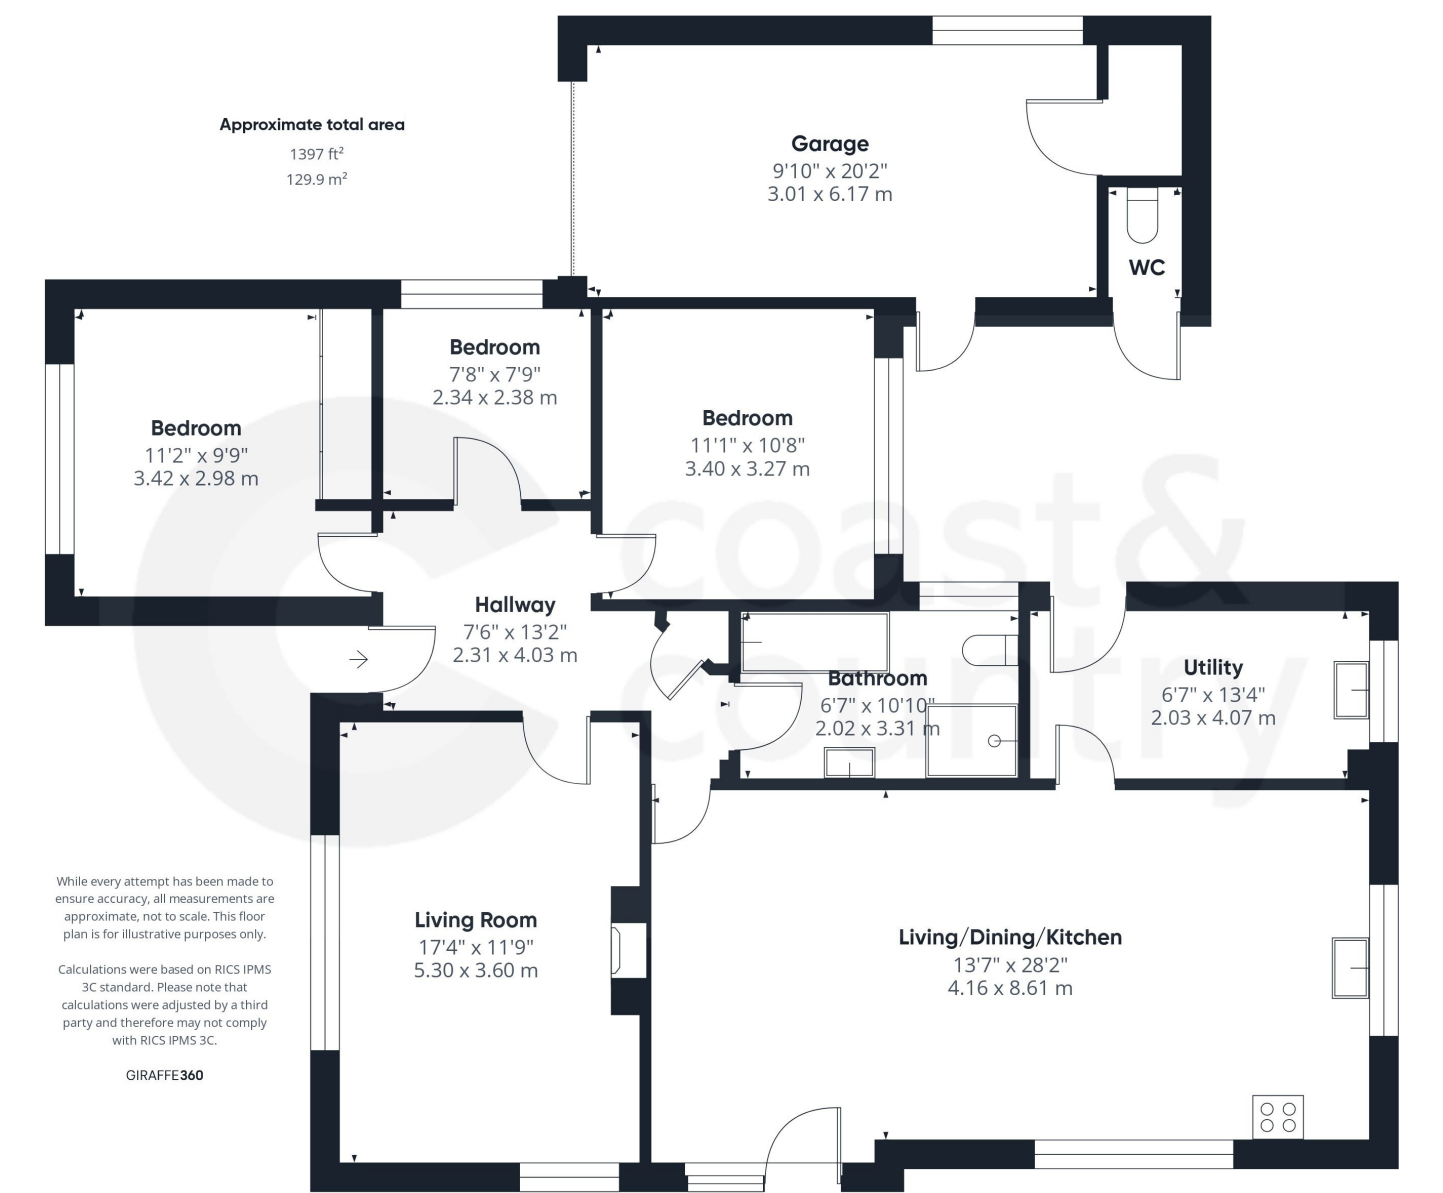 Approximate total area
1397 ft²
129.9 m²
Garage
9'10" x 20'2"
3.01 x 6.17 m
WC
Bedroom
7'8" x 7'9"
2.34 x 2.38 m
Bedroom
11'2" x 9'9"
3.42 x 2.98 m
Bedroom
11'1" x 10'8"
3.40 x 3.27 m
coast&
country
Hallway
7'6" x 13'2"
2.31 x 4.03 m
Bathroom
6'7" x 10'10"
2.02 x 3.31 m
Utility
6'7" x 13'4"
2.03 x 4.07 m
Living Room
17'4" x 11'9"
5.30 x 3.60 m
Living/Dining/Kitchen
13'7" x 28'2"
4.16 x 8.61 m
While every attempt has been made to
ensure accuracy, all measurements are
approximate, not to scale. This floor
plan is for illustrative purposes only.
Calculations were based on RICS IPMS
3C standard. Please note that
calculations were adjusted by a third
party and therefore may not comply
with RICS IPMS 3C.
GIRAFFE360